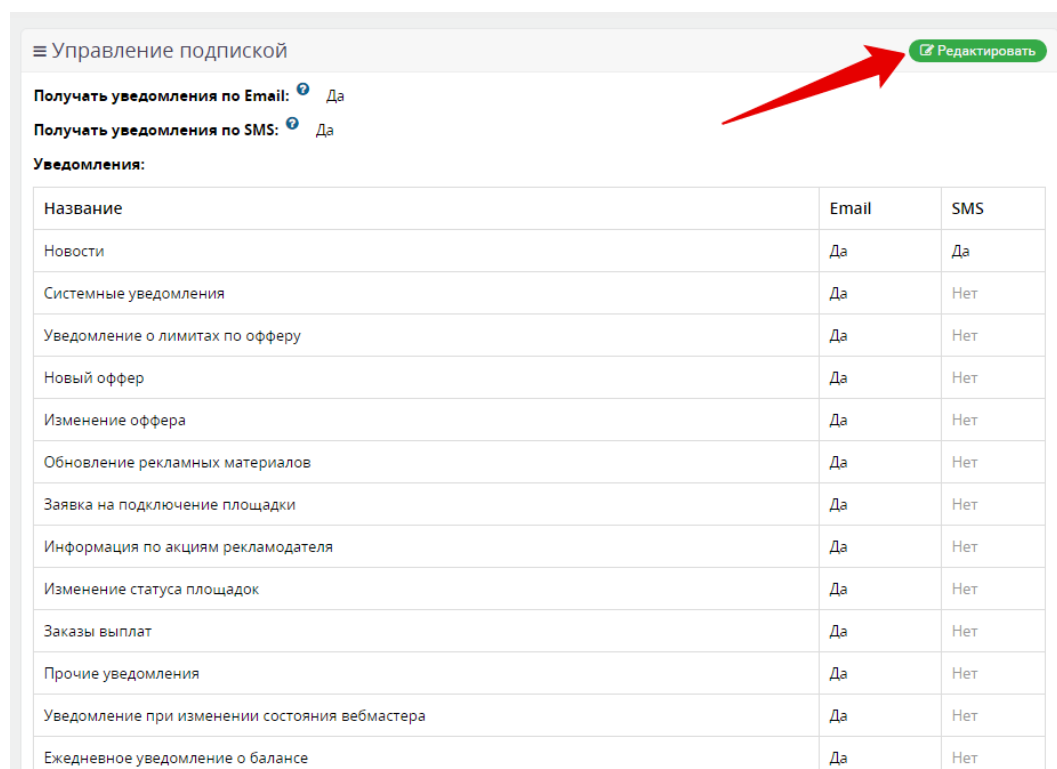 Управление подпиской Редактировать
Получать уведомления по Email: ? Да
Получать уведомления по SMS: ? Да
Уведомления:
Название Email SMS
Новости Да Да
Системные уведомления Да Нет
Уведомление о лимитах по офферу Да Нет
Новый оффер Да Нет
Изменение оффера Да Нет
Обновление рекламных материалов Да Нет
Заявка на подключение площадки Да Нет
Информация по акциям рекламодателя Да Нет
Изменение статуса площадок Да Нет
Заказы выплат Да Нет
Прочие уведомления Да Нет
Уведомление при изменении состояния вебмастера Да Нет
Ежедневное уведомление о балансе Да Нет